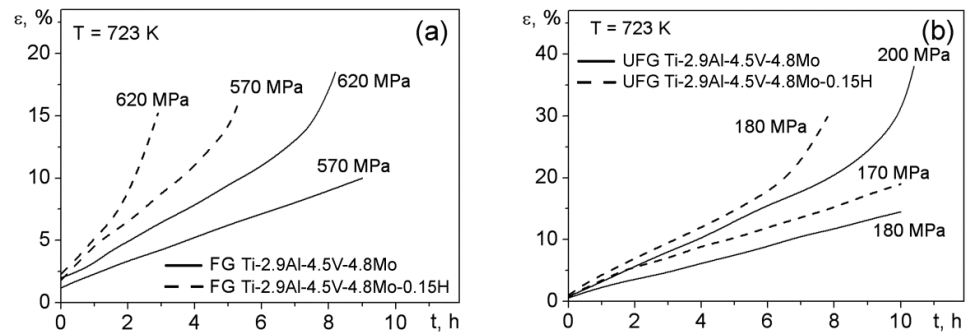 ε, %
T = 723 K
(a)
20
15
10
5
0
620 MPa
570 MPa
620 MPa
570 MPa
FG Ti-2.9Al-4.5V-4.8Mo
FG Ti-2.9Al-4.5V-4.8Mo-0.15H
0 2 4 6 8 10 t, h
ε, %
T = 723 K
(b)
UFG Ti-2.9Al-4.5V-4.8Mo
UFG Ti-2.9Al-4.5V-4.8Mo-0.15H
40
30
20
10
0
200 MPa
180 MPa
170 MPa
180 MPa
0 2 4 6 8 10 t, h